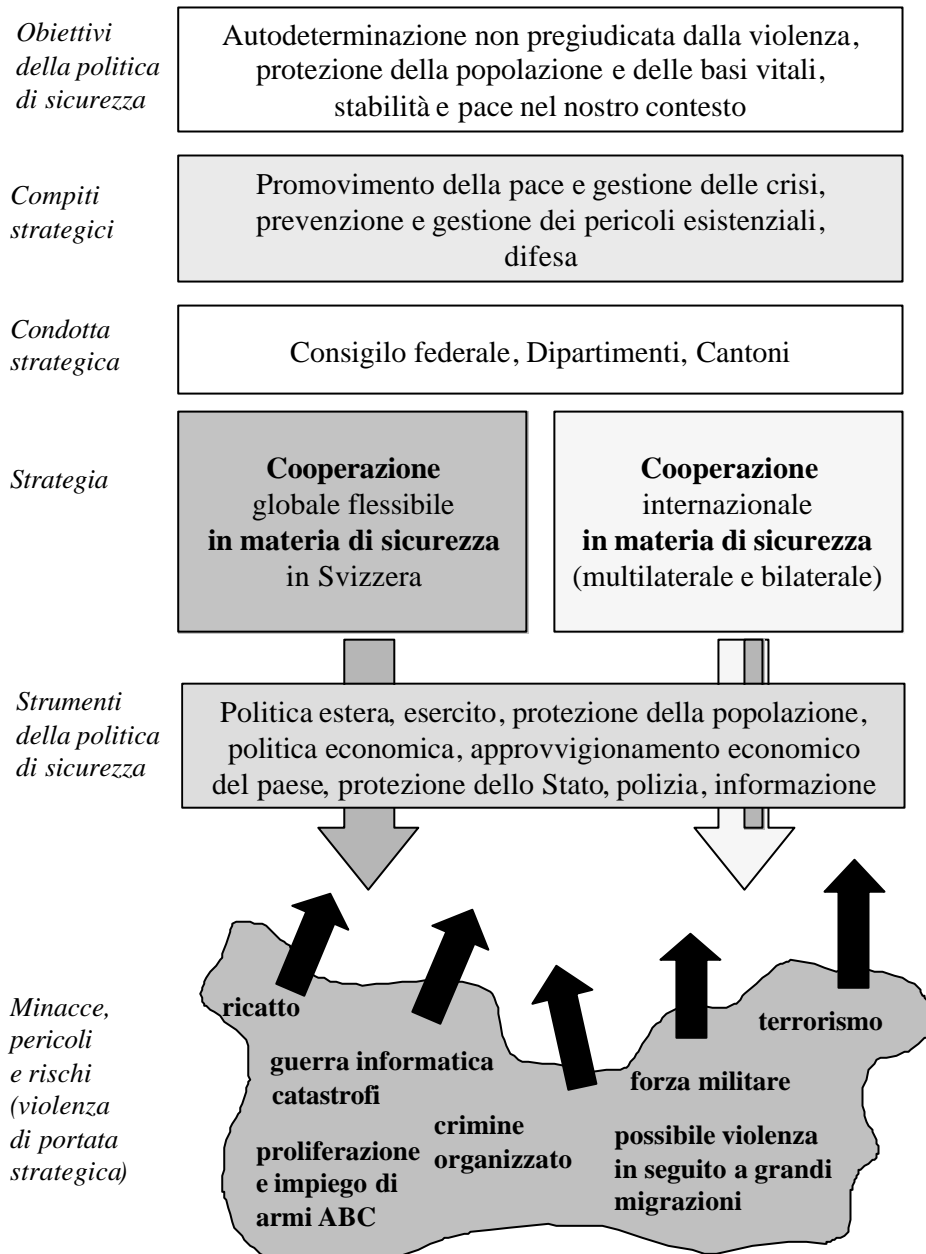 Obiettivi
della politica
di sicurezza
Autodeterminazione non pregiudicata dalla violenza,
protezione della popolazione e delle basi vitali,
stabilità e pace nel nostro contesto
Compiti
strategici
Promovimento della pace e gestione delle crisi,
prevenzione e gestione dei pericoli esistenziali,
difesa
Condotta
strategica
Consigilo federale, Dipartimenti, Cantoni
Strategia
Cooperazione
globale flessibile
in materia di sicurezza
in Svizzera
Cooperazione
internazionale
in materia di sicurezza
(multilaterale e bilaterale)
Strumenti
della politica
di sicurezza
Politica estera, esercito, protezione della popolazione,
politica economica, approvvigionamento economico
del paese, protezione dello Stato, polizia, informazione
Minacce,
pericoli
e rischi
(violenza
di portata
strategica)
ricatto
guerra informatica
catastrofi
proliferazione
e impiego di
armi ABC
crimine
organizzato
forza militare
possibile violenza
in seguito a grandi
migrazioni
terrorismo